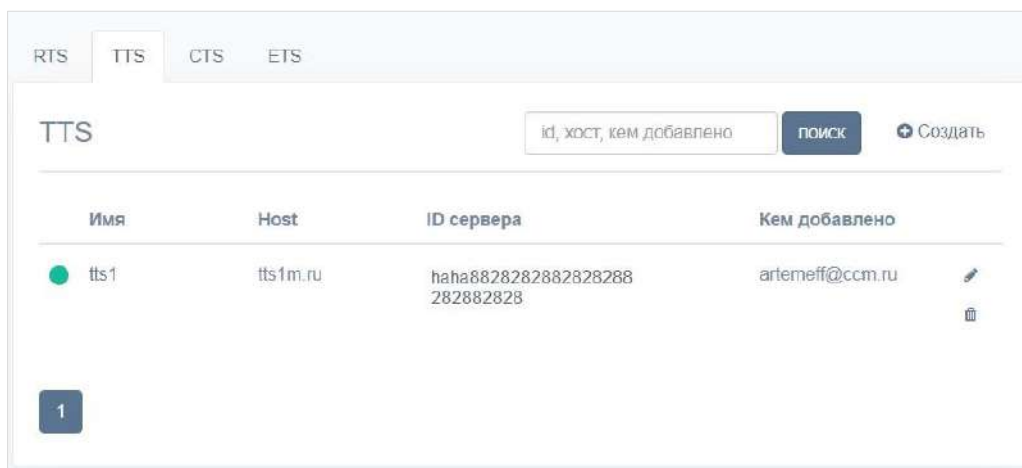 RTS TTS CTS ETS
TTS id, хост, кем добавлено поиск Создать
Имя Host ID сервера Кем добавлено
tts1 tts1m.ru haha8828282882828288 artemeff@ccm.ru
282882828
1